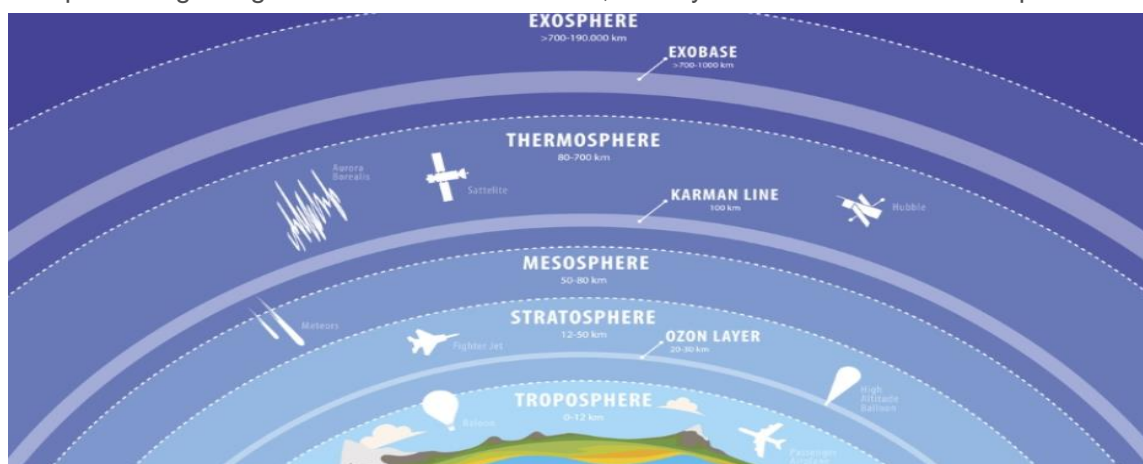 EXOSPHERE
>700-190.000 km
EXOBASE
>700-1000 km
THERMOSPHERE
80-700 km
Aurora
Borealis
Sattelite
KARMAN LINE
100 km
Hubble
MESOSPHERE
50-80 km
Meteors
STRATOSPHERE
12-50 km
Fighter Jet
OZON LAYER
20-30 km
High
Altitude
Balloon
TROPOSPHERE
0-12 km
Baloon
Passenger
Airplane